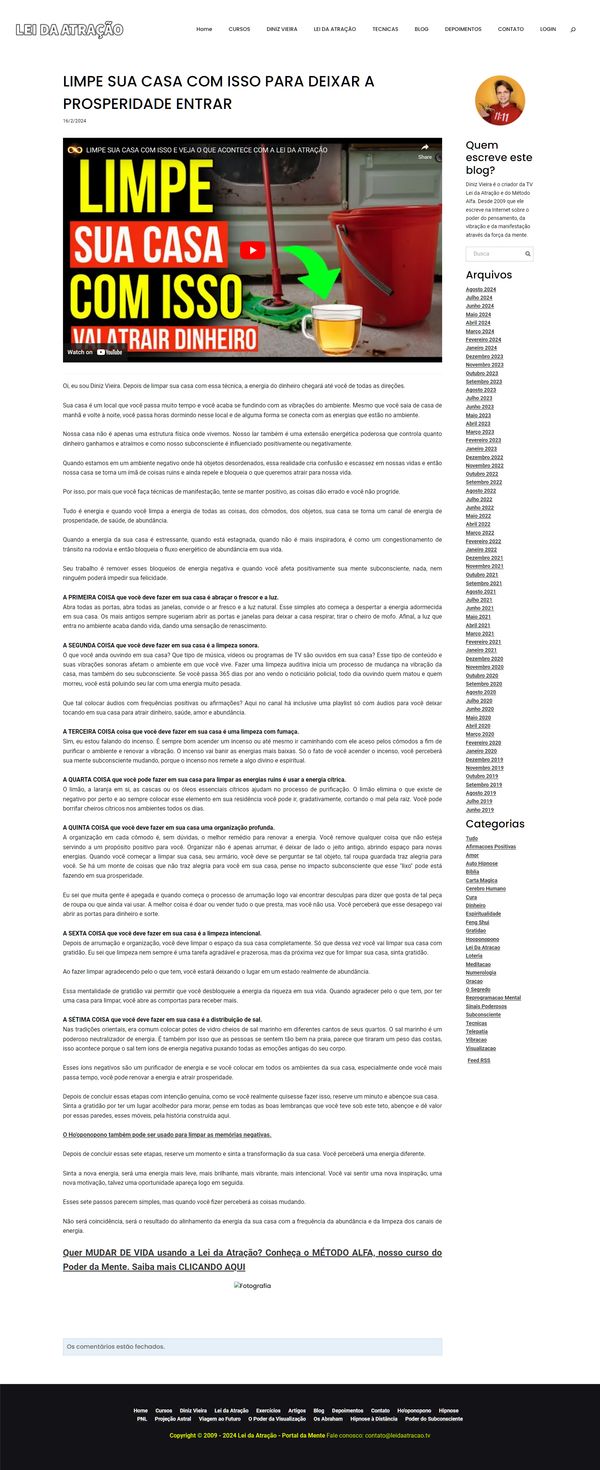 LEI DA ATRAÇÃO
Home CURSOS DINIZ VIEIRA LEI DA ATRAÇÃO TECNICAS BLOG DEPOIMENTOS CONTATO LOGIN
LIMPE SUA CASA COM ISSO PARA DEIXAR A
PROSPERIDADE ENTRAR
16/2/2024
LIMPE SUA CASA COM ISSO E VEJA O QUE ACONTECE COM A LEI DA ATRAÇÃO
Share
LIMPE
SUA CASA
COM ISSO
VAI ATRAIR DINHEIRO
Watch on YouTube
Oi, eu sou Diniz Vieira. Depois de limpar sua casa com essa técnica, a energia do dinheiro chegará até você de todas as direções.
Sua casa é um local que você passa muito tempo e você acaba se fundindo com as vibrações do ambiente. Mesmo que você saia de casa de
manhã e volte à noite, você passa horas dormindo nesse local e de alguma forma se conecta com as energias que estão no ambiente.
Nossa casa não é apenas uma estrutura física onde vivemos. Nosso lar também é uma extensão energética poderosa que controla quanto
dinheiro ganhamos e atraímos e como nosso subconsciente é influenciado positivamente ou negativamente.
Quando estamos em um ambiente negativo onde há objetos desordenados, essa realidade cria confusão e escassez em nossas vidas e então
nossa casa se torna um imã de coisas ruins e ainda repele e bloqueia o que queremos atrair para nossa vida.
Por isso, por mais que você faça técnicas de manifestação, tente se manter positivo, as coisas dão errado e você não progride.
Tudo é energia e quando você limpa a energia de todas as coisas, dos cômodos, dos objetos, sua casa se torna um canal de energia de
prosperidade, de saúde, de abundância.
Quando a energia da sua casa é estressante, quando está estagnada, quando não é mais inspiradora, é como um congestionamento de
trânsito na rodovia e então bloqueia o fluxo energético de abundância em sua vida.
Seu trabalho é remover esses bloqueios de energia negativa e quando você afeta positivamente sua mente subconsciente, nada, nem
ninguém poderá impedir sua felicidade.
A PRIMEIRA COISA que você deve fazer em sua casa é abraçar o frescor e a luz.
Abra todas as portas, abra todas as janelas, convide o ar fresco e a luz natural. Esse simples ato começa a despertar a energia adormecida
em sua casa. Os mais antigos sempre sugeriam abrir as portas e janelas para deixar a casa respirar, tirar o cheiro de mofo. Afinal, a luz que
entra no ambiente acaba dando vida, dando uma sensação de renascimento.
A SEGUNDA COISA que você deve fazer em sua casa é a limpeza sonora.
O que você anda ouvindo em sua casa? Que tipo de música, vídeos ou programas de TV são ouvidos em sua casa? Esse tipo de conteúdo e
suas vibrações sonoras afetam o ambiente em que você vive. Fazer uma limpeza auditiva inicia um processo de mudança na vibração da
casa, mas também do seu subconsciente. Se você passa 365 dias por ano vendo o noticiário policial, todo dia ouvindo quem matou e quem
morreu, você está poluindo seu lar com uma energia muito pesada.
Que tal colocar áudios com frequências positivas ou afirmações? Aqui no canal há inclusive uma playlist só com áudios para você deixar
tocando em sua casa para atrair dinheiro, saúde, amor e abundância.
A TERCEIRA COISA coisa que você deve fazer em sua casa é uma limpeza com fumaça.
Sim, eu estou falando do incenso. É sempre bom acender um incenso ou até mesmo ir caminhando com ele aceso pelos cômodos a fim de
purificar o ambiente e renovar a vibração. O incenso vai banir as energias mais baixas. Só o fato de você acender o incenso, você perceberá
sua mente subconsciente mudando, porque o incenso nos remete a algo divino e espiritual.
A QUARTA COISA que você pode fazer em sua casa para limpar as energias ruins é usar a energia cítrica.
O limão, a laranja em si, as cascas ou os óleos essenciais cítricos ajudam no processo de purificação. O limão elimina o que existe de
negativo por perto e ao sempre colocar esse elemento em sua residência você pode ir, gradativamente, cortando o mal pela raiz. Você pode
borrifar cheiros cítricos nos ambientes todos os dias.
A QUINTA COISA que você deve fazer em sua casa uma organização profunda.
A organização em cada cômodo é, sem dúvidas, o melhor remédio para renovar a energia. Você remove qualquer coisa que não esteja
servindo a um propósito positivo para você. Organizar não é apenas arrumar, é deixar de lado o jeito antigo, abrindo espaço para novas
energias. Quando você começar a limpar sua casa, seu armário, você deve se perguntar se tal objeto, tal roupa guardada traz alegria para
você. Se há um monte de coisas que não traz alegria para você em sua casa, pense no impacto subconsciente que esse "lixo" pode está
fazendo em sua prosperidade.
Eu sei que muita gente é apegada e quando começa o processo de arrumação logo vai encontrar desculpas para dizer que gosta de tal peça
de roupa ou que ainda vai usar. A melhor coisa é doar ou vender tudo o que presta, mas você não usa. Você perceberá que esse desapego vai
abrir as portas para dinheiro e sorte.
A SEXTA COISA que você deve fazer em sua casa é a limpeza intencional.
Depois de arrumação e organização, você deve limpar o espaço da sua casa completamente. Só que dessa vez você vai limpar sua casa com
gratidão. Eu sei que limpeza nem sempre é uma tarefa agradável e prazerosa, mas da próxima vez que for limpar sua casa, sinta gratidão.
Ao fazer limpar agradecendo pelo o que tem, você estará deixando o lugar em um estado realmente de abundância.
Essa mentalidade de gratidão vai permitir que você desbloqueie a energia da riqueza em sua vida. Quando agradecer pelo o que tem, por ter
uma casa para limpar, você abre as comportas para receber mais.
A SÉTIMA COISA que você deve fazer em sua casa é a distribuição de sal.
Nas tradições orientais, era comum colocar potes de vidro cheios de sal marinho em diferentes cantos de seus quartos. O sal marinho é um
poderoso neutralizador de energia. É também por isso que as pessoas se sentem tão bem na praia, parece que tiraram um peso das costas,
isso acontece porque o sal tem íons de energia negativa puxando todas as emoções antigas do seu corpo.
Esses íons negativos são um purificador de energia e se você colocar em todos os ambientes da sua casa, especialmente onde você mais
passa tempo, você pode renovar a energia e atrair prosperidade.
Depois de concluir essas etapas com intenção genuína, como se você realmente quisesse fazer isso, reserve um minuto e abençoe sua casa.
Sinta a gratidão por ter um lugar acolhedor para morar, pense em todas as boas lembranças que você teve sob este teto, abençoe e dê valor
por essas paredes, esses móveis, pela história construída aqui.
O Ho'oponopono também pode ser usado para limpar as memórias negativas.
Depois de concluir essas sete etapas, reserve um momento e sinta a transformação da sua casa. Você perceberá uma energia diferente.
Sinta a nova energia, será uma energia mais leve, mais brilhante, mais vibrante, mais intencional. Você vai sentir uma nova inspiração, uma
nova motivação, talvez uma oportunidade apareça logo em seguida.
Esses sete passos parecem simples, mas quando você fizer perceberá as coisas mudando.
Não será coincidência, será o resultado do alinhamento da energia da sua casa com a frequência da abundância e da limpeza dos canais de
energia.
Quer MUDAR DE VIDA usando a Lei da Atração? Conheça o MÉTODO ALFA, nosso curso do
Poder da Mente. Saiba mais CLICANDO AQUI
Fotografia
Os comentários estão fechados.
11:11
Quem
escreve este
blog?
Diniz Vieira é o criador da TV
Lei da Atração e do Método
Alfa. Desde 2009 que ele
escreve na Internet sobre o
poder do pensamento, da
vibração e da manifestação
através da força da mente.
Busca
Arquivos
Agosto 2024
Julho 2024
Junho 2024
Maio 2024
Abril 2024
Março 2024
Fevereiro 2024
Janeiro 2024
Dezembro 2023
Novembro 2023
Outubro 2023
Setembro 2023
Agosto 2023
Julho 2023
Junho 2023
Maio 2023
Abril 2023
Março 2023
Fevereiro 2023
Janeiro 2023
Dezembro 2022
Novembro 2022
Outubro 2022
Setembro 2022
Agosto 2022
Julho 2022
Junho 2022
Maio 2022
Abril 2022
Março 2022
Fevereiro 2022
Janeiro 2022
Dezembro 2021
Novembro 2021
Outubro 2021
Setembro 2021
Agosto 2021
Julho 2021
Junho 2021
Maio 2021
Abril 2021
Março 2021
Fevereiro 2021
Janeiro 2021
Dezembro 2020
Novembro 2020
Outubro 2020
Setembro 2020
Agosto 2020
Julho 2020
Junho 2020
Maio 2020
Abril 2020
Março 2020
Fevereiro 2020
Janeiro 2020
Dezembro 2019
Novembro 2019
Outubro 2019
Setembro 2019
Agosto 2019
Julho 2019
Junho 2019
Categorias
Tudo
Afirmacoes Positivas
Amor
Auto Hipnose
Biblia
Carta Magica
Cerebro Humano
Cura
Dinheiro
Espiritualidade
Feng Shui
Gratidao
Hooponopono
Lei Da Atracao
Loteria
Meditacao
Numerologia
Oracao
O Segredo
Reprogramacao Mental
Sinais Poderosos
Subconsciente
Tecnicas
Telepatia
Vibracao
Visualizacao
Feed RSS
Home Cursos Diniz Vieira Lei da Atração Exercícios Artigos Blog Depoimentos Contato Ho'oponopono Hipnose
PNL Projeção Astral Viagem ao Futuro O Poder da Visualização Os Abraham Hipnose à Distância Poder do Subconsciente
Copyright © 2009 - 2024 Lei da Atração - Portal da Mente Fale conosco: contato@leidaatracao.tv